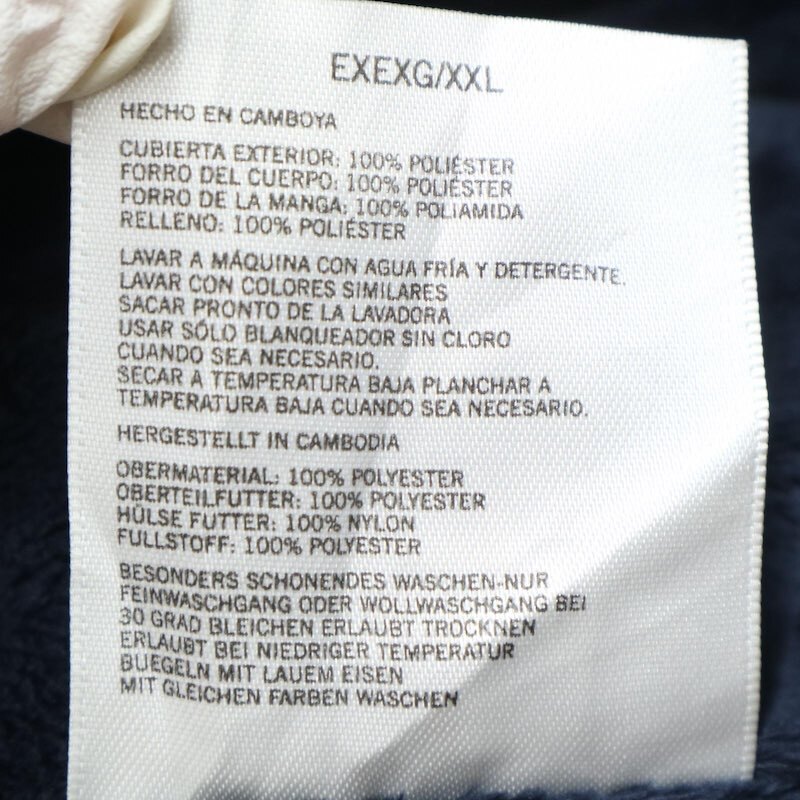 EXEXG/XXL
HECHO EN CAMBOYA
CUBIERTA EXTERIOR: 100% POLIÉSTER
FORRO DEL CUERPO: 100% POLIÉSTER
FORRO DE LA MANGA: 100% POLIAMIDA
RELLENO: 100% POLIÉSTER
LAVAR A MÁQUINA CON AGUA FRÍA Y DETERGENTE.
LAVAR CON COLORES SIMILARES
SACAR PRONTO DE LA LAVADORA
USAR SÓLO BLANQUEADOR SIN CLORO
CUANDO SEA NECESARIO.
SECAR A TEMPERATURA BAJA PLANCHAR A
TEMPERATURA BAJA CUANDO SEA NECESARIO.
HERGESTELLT IN CAMBODIA
OBERMATERIAL: 100% POLYESTER
OBERTEILFUTTER: 100% POLYESTER
HÜLSE FUTTER: 100% NYLON
FULLSTOFF: 100% POLYESTER
BESONDERS SCHONENDES WASCHEN-NUR
FEINWASCHGANG ODER WOLLWASCHGANG BEI
30 GRAD BLEICHEN ERLAUBT TROCKNEN
ERLAUBT BEI NIEDRIGER TEMPERATUR
BUEGELN MIT LAUEM EISEN
MIT GLEICHEN FARBEN WASCHEN